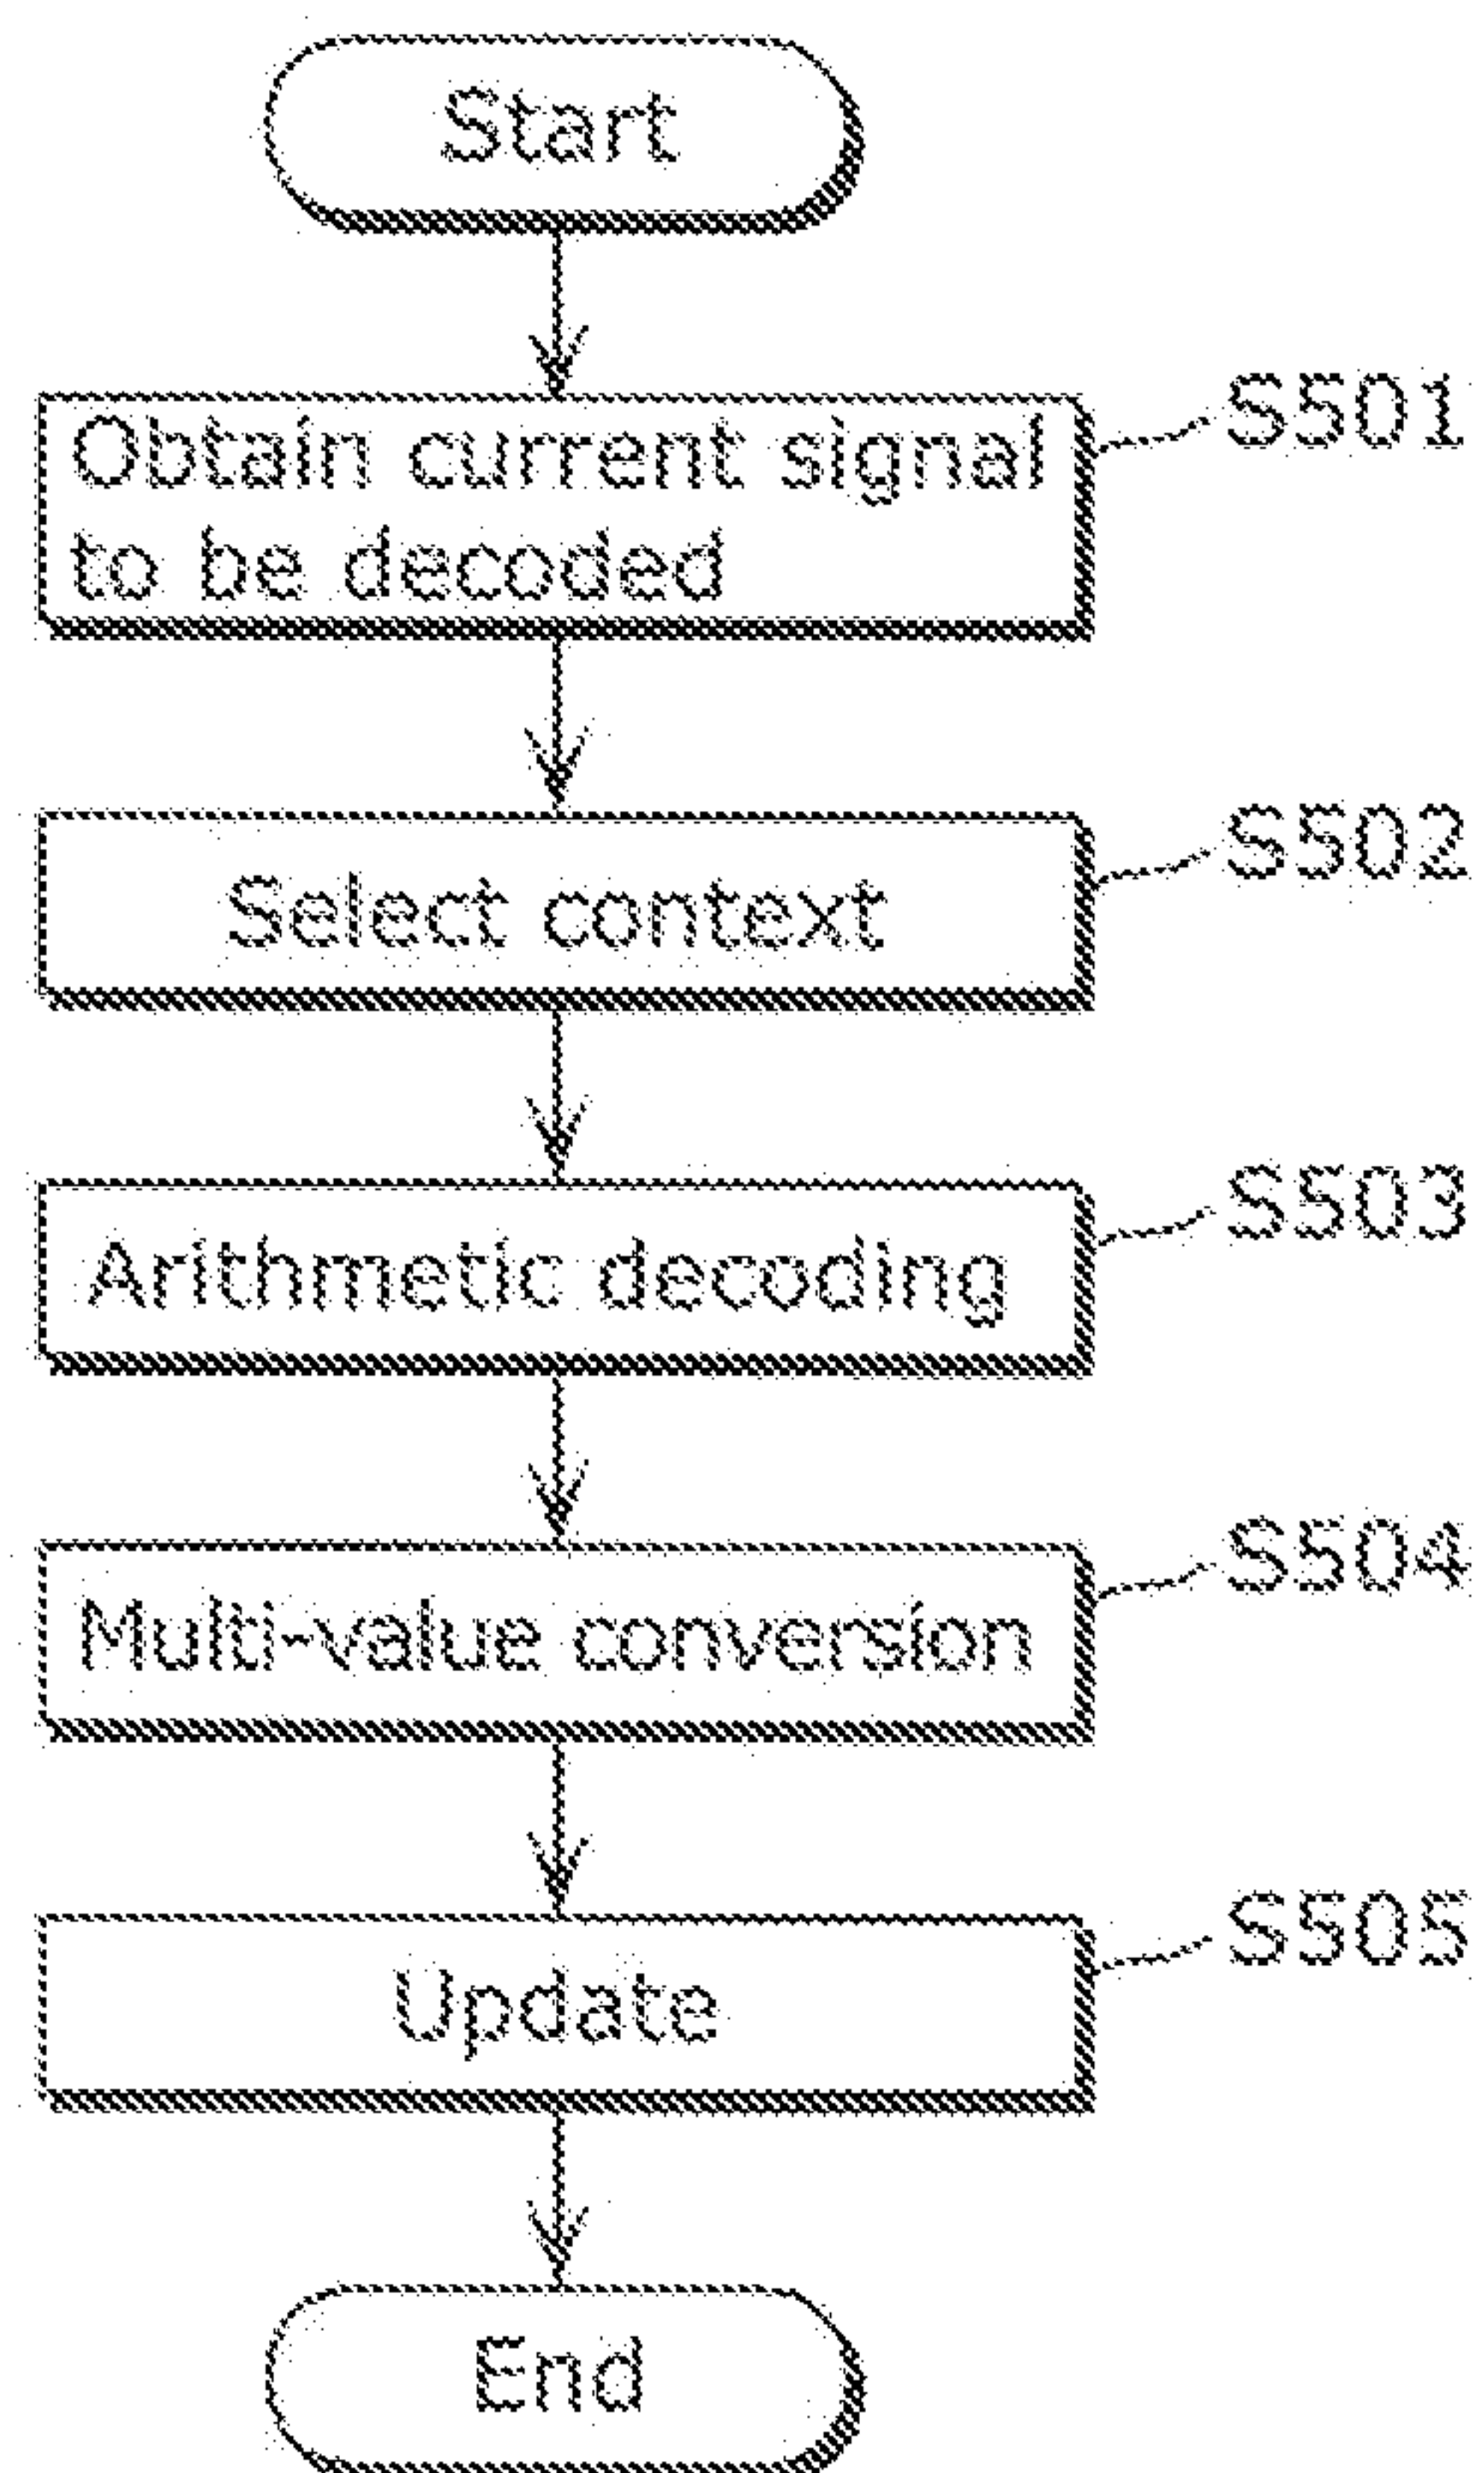 Start
Obtain current signal
to be decoded
S501
Select context
S502
Arithmetic decoding
S503
Multi-value conversion
S504
Update
S505
End